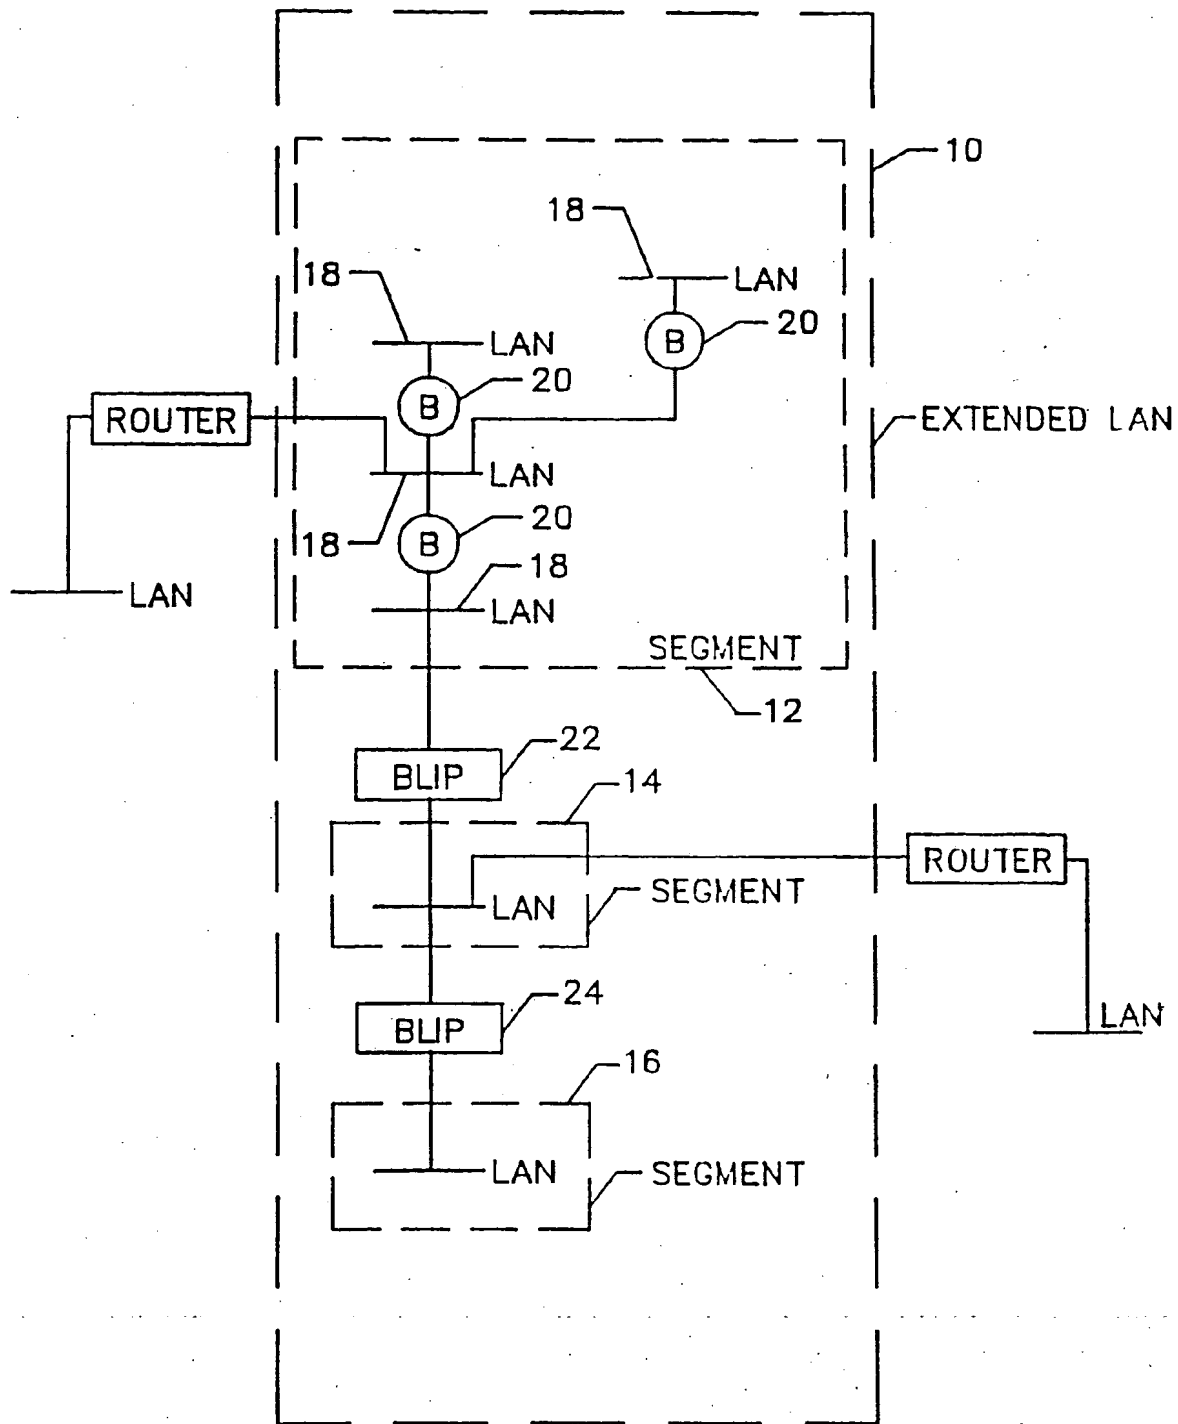 10
18
LAN
18
20
B
LAN
20
B
ROUTER
EXTENDED LAN
LAN
18
20
B
18
LAN
LAN
SEGMENT
12
22
BLIP
14
ROUTER
SEGMENT
LAN
24
BLIP
LAN
16
LAN
SEGMENT